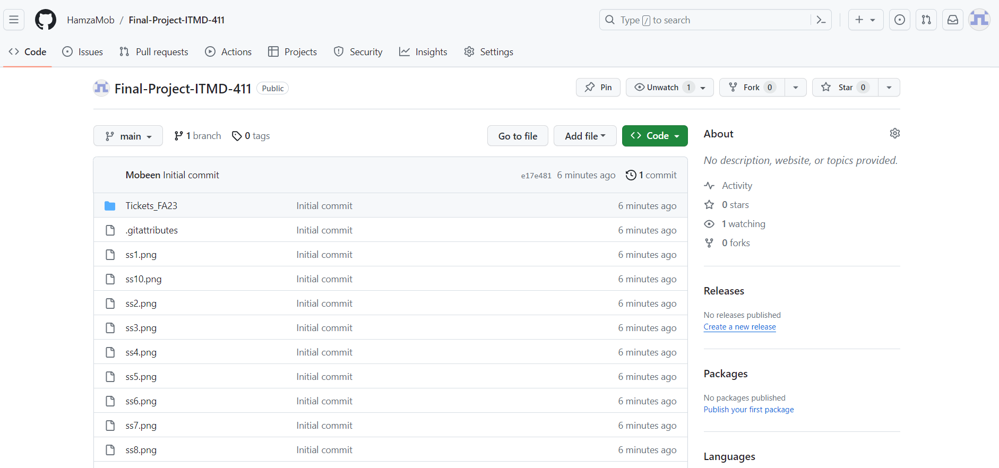 HamzaMob / Final-Project-ITMD-411
Type / to search
Code Issues Pull requests Actions Projects Security Insights Settings
Final-Project-ITMD-411 Public
Pin Unwatch 1 Fork 0 Star 0
main 1 branch 0 tags Go to file Add file Code
Mobeen Initial commit e17e481 6 minutes ago 1 commit
Tickets_FA23 Initial commit 6 minutes ago
.gitattributes Initial commit 6 minutes ago
ss1.png Initial commit 6 minutes ago
ss10.png Initial commit 6 minutes ago
ss2.png Initial commit 6 minutes ago
ss3.png Initial commit 6 minutes ago
ss4.png Initial commit 6 minutes ago
ss5.png Initial commit 6 minutes ago
ss6.png Initial commit 6 minutes ago
ss7.png Initial commit 6 minutes ago
ss8.png Initial commit 6 minutes ago
About
No description, website, or topics provided.
Activity
0 stars
1 watching
0 forks
Releases
No releases published
Create a new release
Packages
No packages published
Publish your first package
Languages